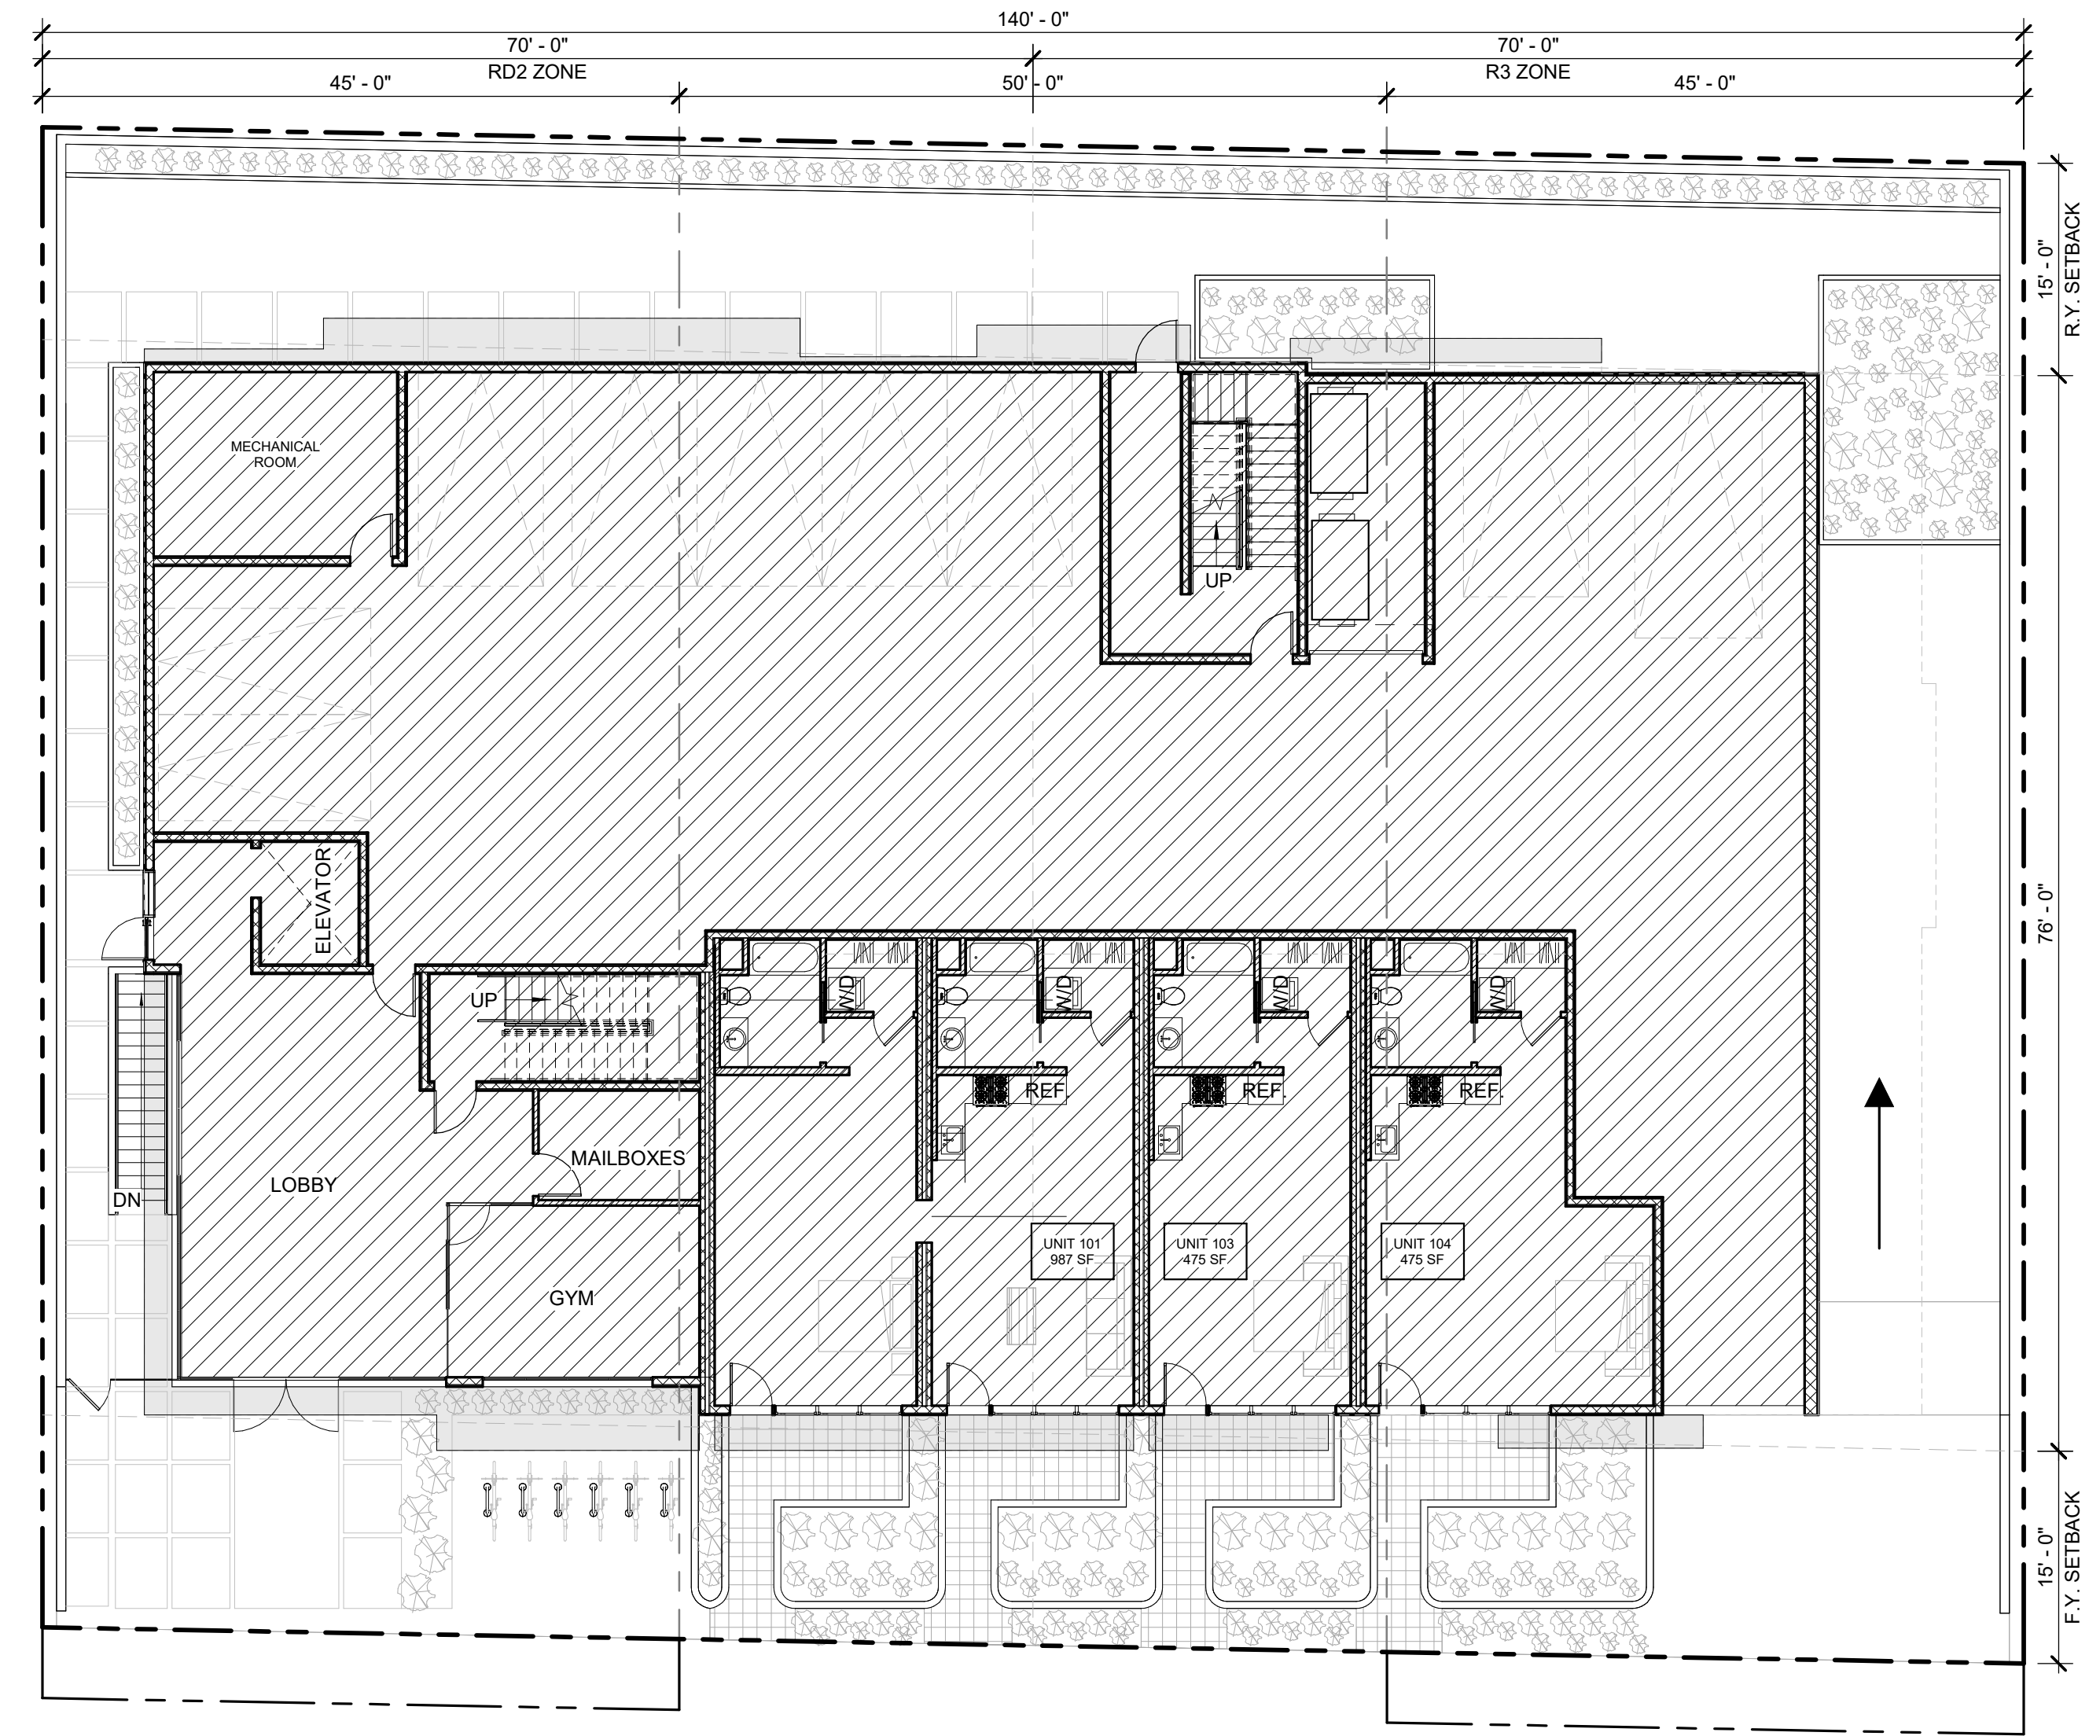 140' - 0"
70' - 0"
70' - 0"
RD2 ZONE
R3 ZONE
45' - 0"
50' - 0"
45' - 0"
15' - 0"
R.Y. SETBACK
MECHANICAL
ROOM
UP
ELEVATOR
76' - 0"
UP
W/D
W/D
W/D
W/D
REF.
REF.
REF.
MAILBOXES
LOBBY
DN
UNIT 101
987 SF
UNIT 103
475 SF
UNIT 104
475 SF
GYM
15' - 0"
F.Y. SETBACK